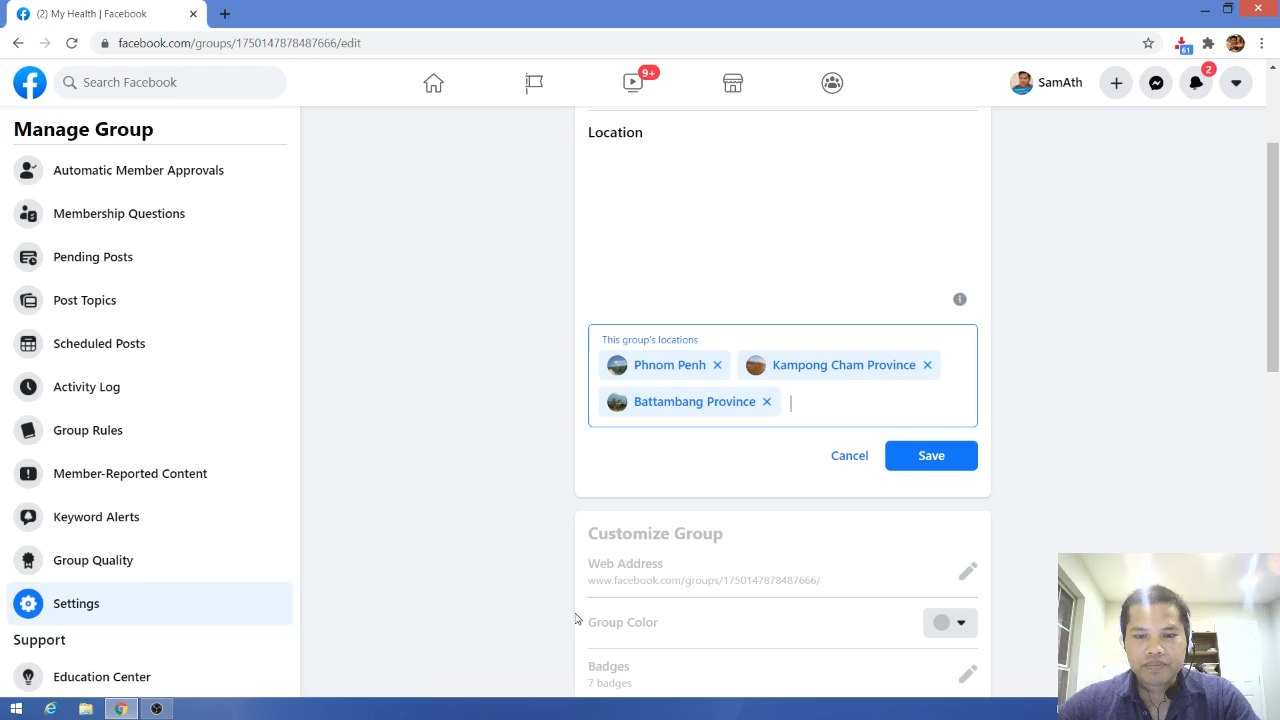 (2) My Health | Facebook
facebook.com/groups/1750147878487666/edit
61
Search Facebook
9+
SamAth
2
Manage Group
Automatic Member Approvals
Membership Questions
Pending Posts
Post Topics
Scheduled Posts
Activity Log
Group Rules
Member-Reported Content
Keyword Alerts
Group Quality
Settings
Support
Education Center
Location
This group's locations
Phnom Penh
Kampong Cham Province
Battambang Province
Cancel
Save
Customize Group
Web Address
www.facebook.com/groups/1750147878487666/
Group Color
Badges
7 badges